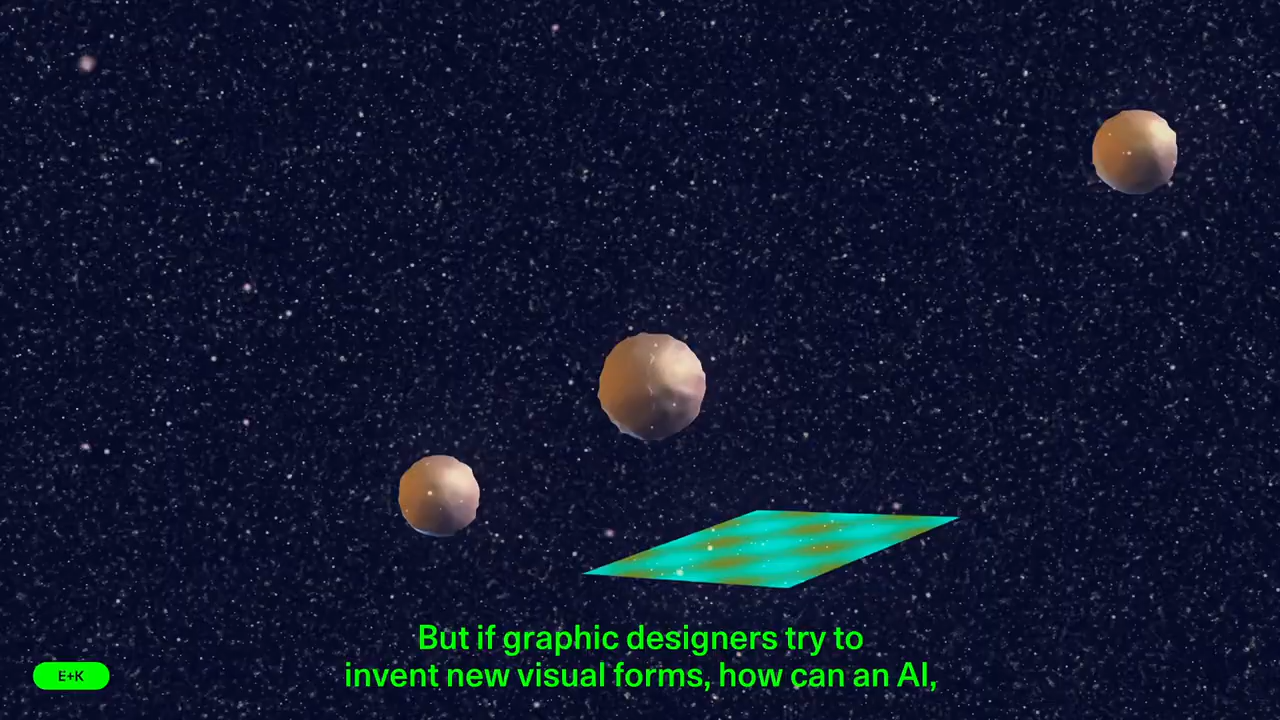 But if graphic designers try to
invent new visual forms, how can an AI,
E+K